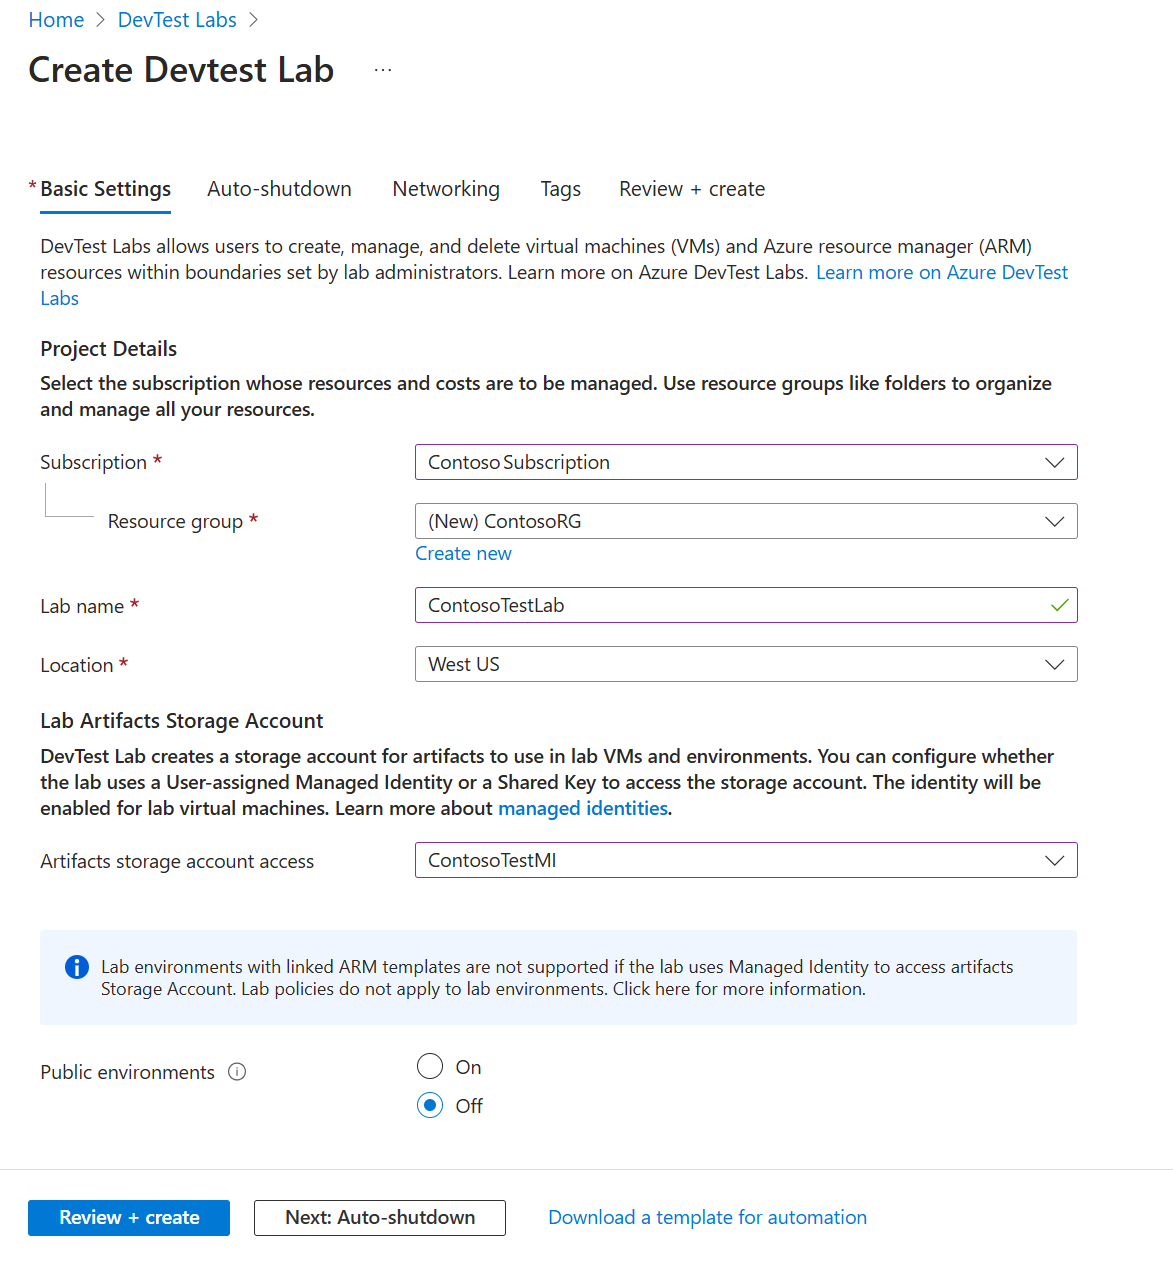 Home > DevTest Labs >
Create Devtest Lab ...
* Basic Settings Auto-shutdown Networking Tags Review + create
DevTest Labs allows users to create, manage, and delete virtual machines (VMs) and Azure resource manager (ARM)
resources within boundaries set by lab administrators. Learn more on Azure DevTest Labs. Learn more on Azure DevTest
Labs
Project Details
Select the subscription whose resources and costs are to be managed. Use resource groups like folders to organize
and manage all your resources.
Subscription * Contoso Subscription
Resource group * (New) ContosoRG
Create new
Lab name * ContosoTestLab
Location * West US
Lab Artifacts Storage Account
DevTest Lab creates a storage account for artifacts to use in lab VMs and environments. You can configure whether
the lab uses a User-assigned Managed Identity or a Shared Key to access the storage account. The identity will be
enabled for lab virtual machines. Learn more about managed identities.
Artifacts storage account access ContosoTestMI
Lab environments with linked ARM templates are not supported if the lab uses Managed Identity to access artifacts
Storage Account. Lab policies do not apply to lab environments. Click here for more information.
Public environments On
Off
Review + create Next: Auto-shutdown Download a template for automation